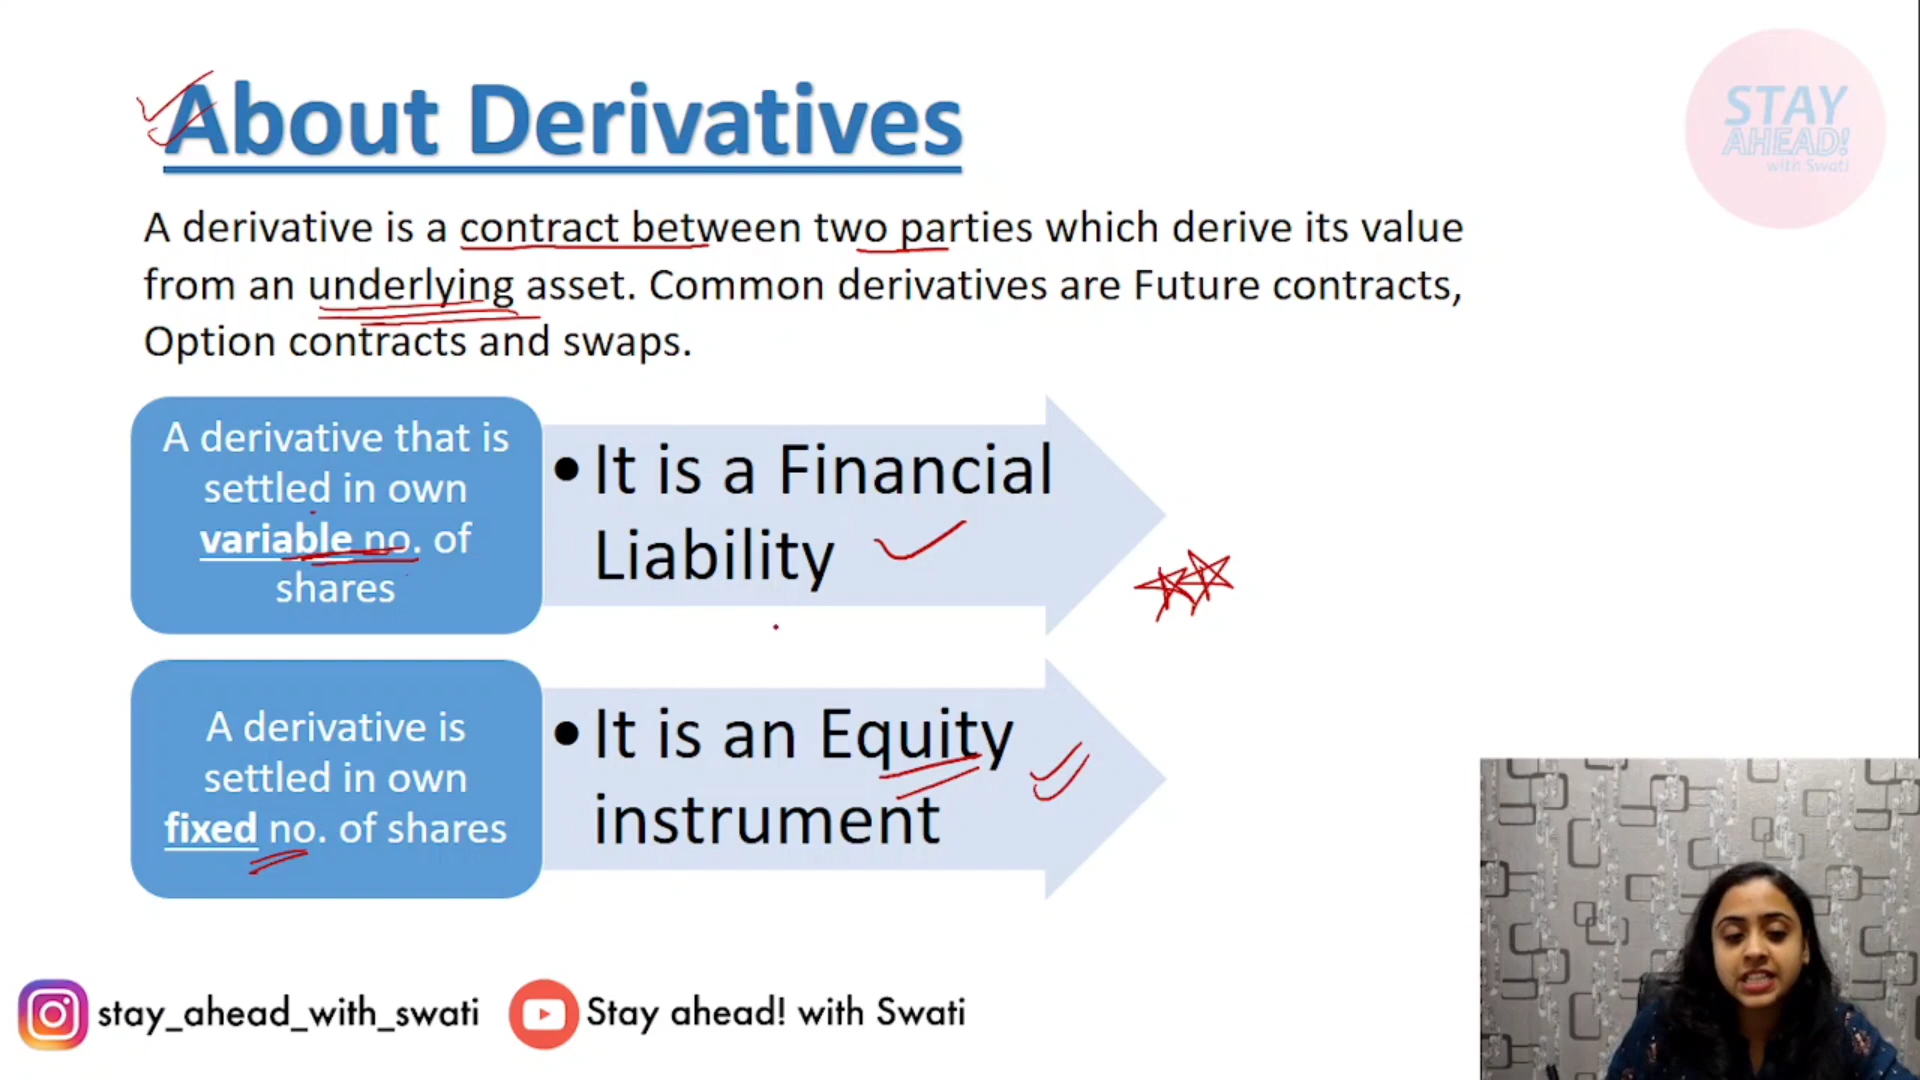 About Derivatives
STAY
AHEAD!
with Swati
A derivative is a contract between two parties which derive its value
from an underlying asset. Common derivatives are Future contracts,
Option contracts and swaps.
A derivative that is
settled in own
variable no. of
shares
•It is a Financial
Liability
A derivative is
settled in own
fixed no. of shares
•It is an Equity
instrument
stay_ahead_with_swati
Stay ahead! with Swati